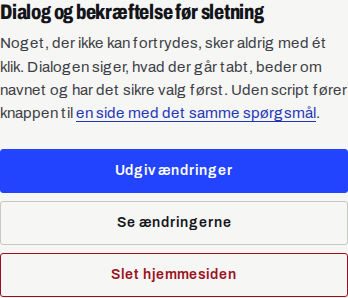 Dialog og bekræftelse før sletning
Noget, der ikke kan fortrydes, sker aldrig med ét
klik. Dialogen siger, hvad der går tabt, beder om
navnet og har det sikre valg først. Uden script fører
knappen til en side med det samme spørgsmål.
Udgiv ændringer
Se ændringerne
Slet hjemmesiden